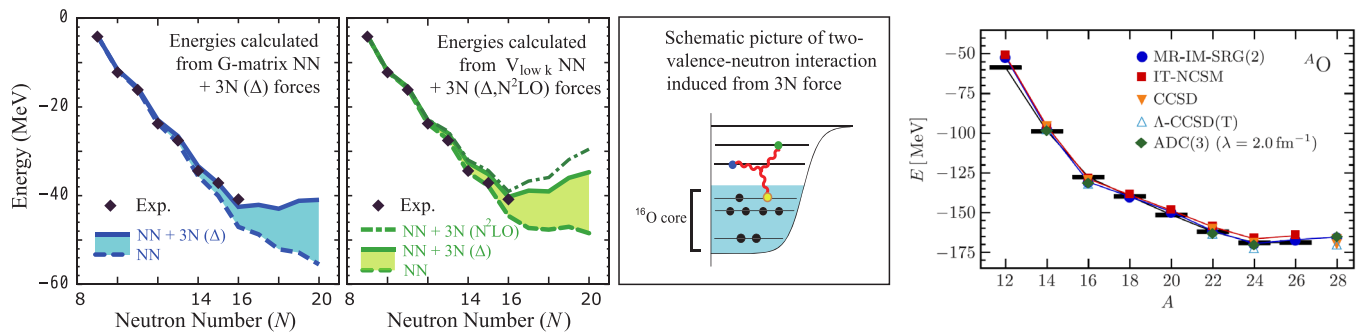 Energy (MeV)
0
−20
−40
−60
Energies calculated
from G-matrix NN
+ 3N (Δ) forces
Exp.
NN + 3N (Δ)
NN
8
14
16
20
Neutron Number (N)
Energies calculated
from V low k NN
+ 3N (Δ,N²LO) forces
Exp.
NN + 3N (N²LO)
NN + 3N (Δ)
NN
8
14
16
20
Neutron Number (N)
Schematic picture of two-
valence-neutron interaction
induced from 3N force
¹⁶O core
E [MeV]
−50
−75
−100
−125
−150
−175
MR-IM-SRG(2)
IT-NCSM
CCSD
Λ-CCSD(T)
ADC(3) (λ = 2.0 fm⁻¹)
ᴬO
12 14 16 18 20 22 24 26 28
A